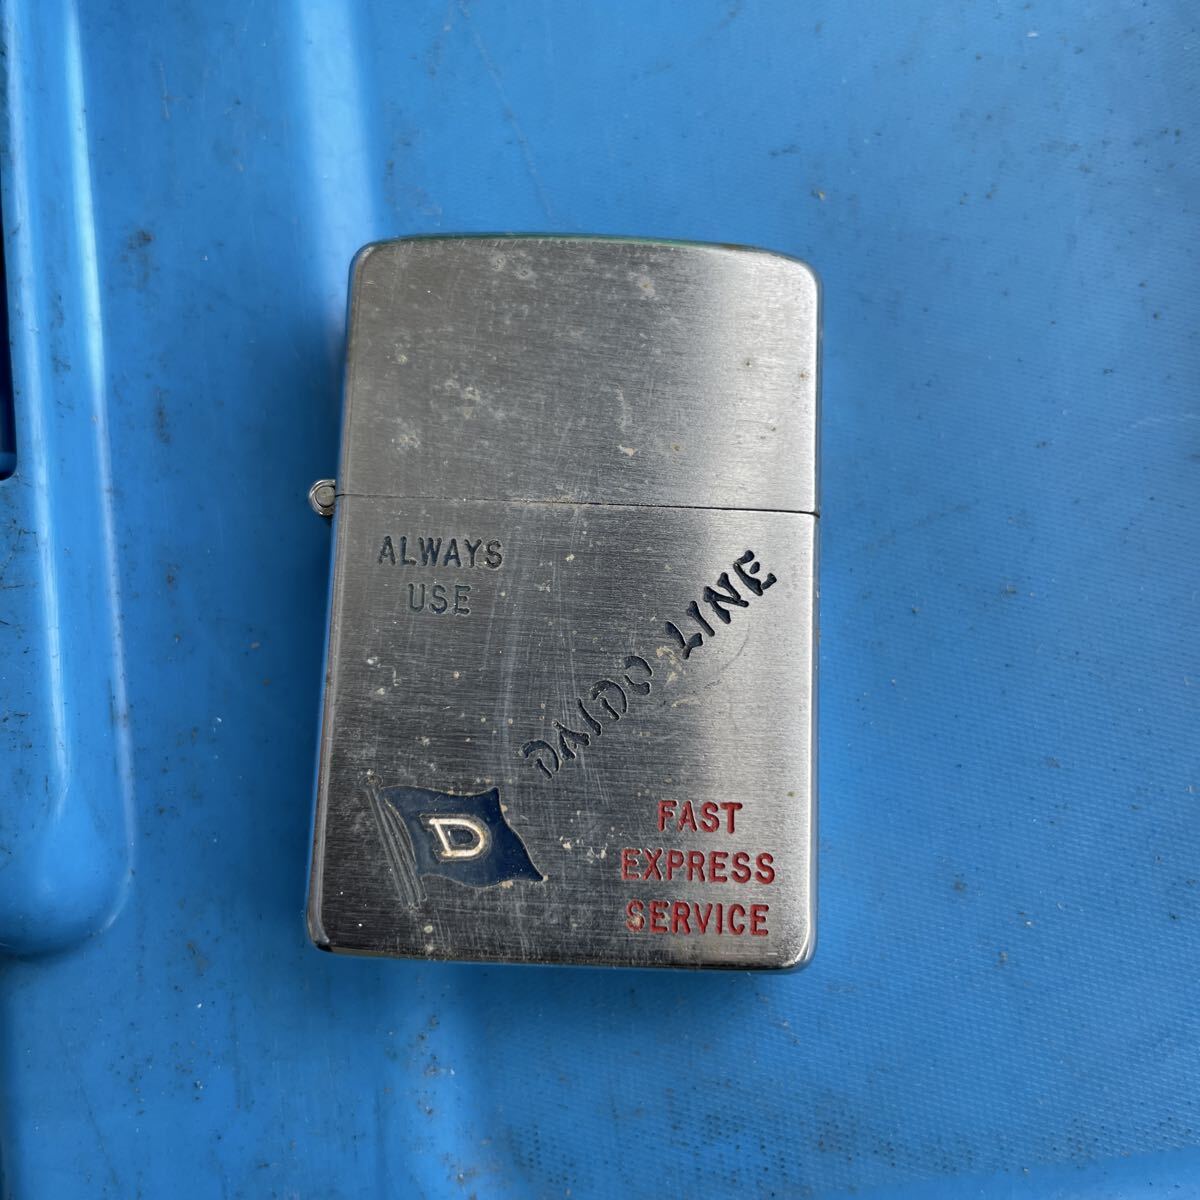 ALWAYS
USE
DAIDO LINE
D
FAST
EXPRESS
SERVICE